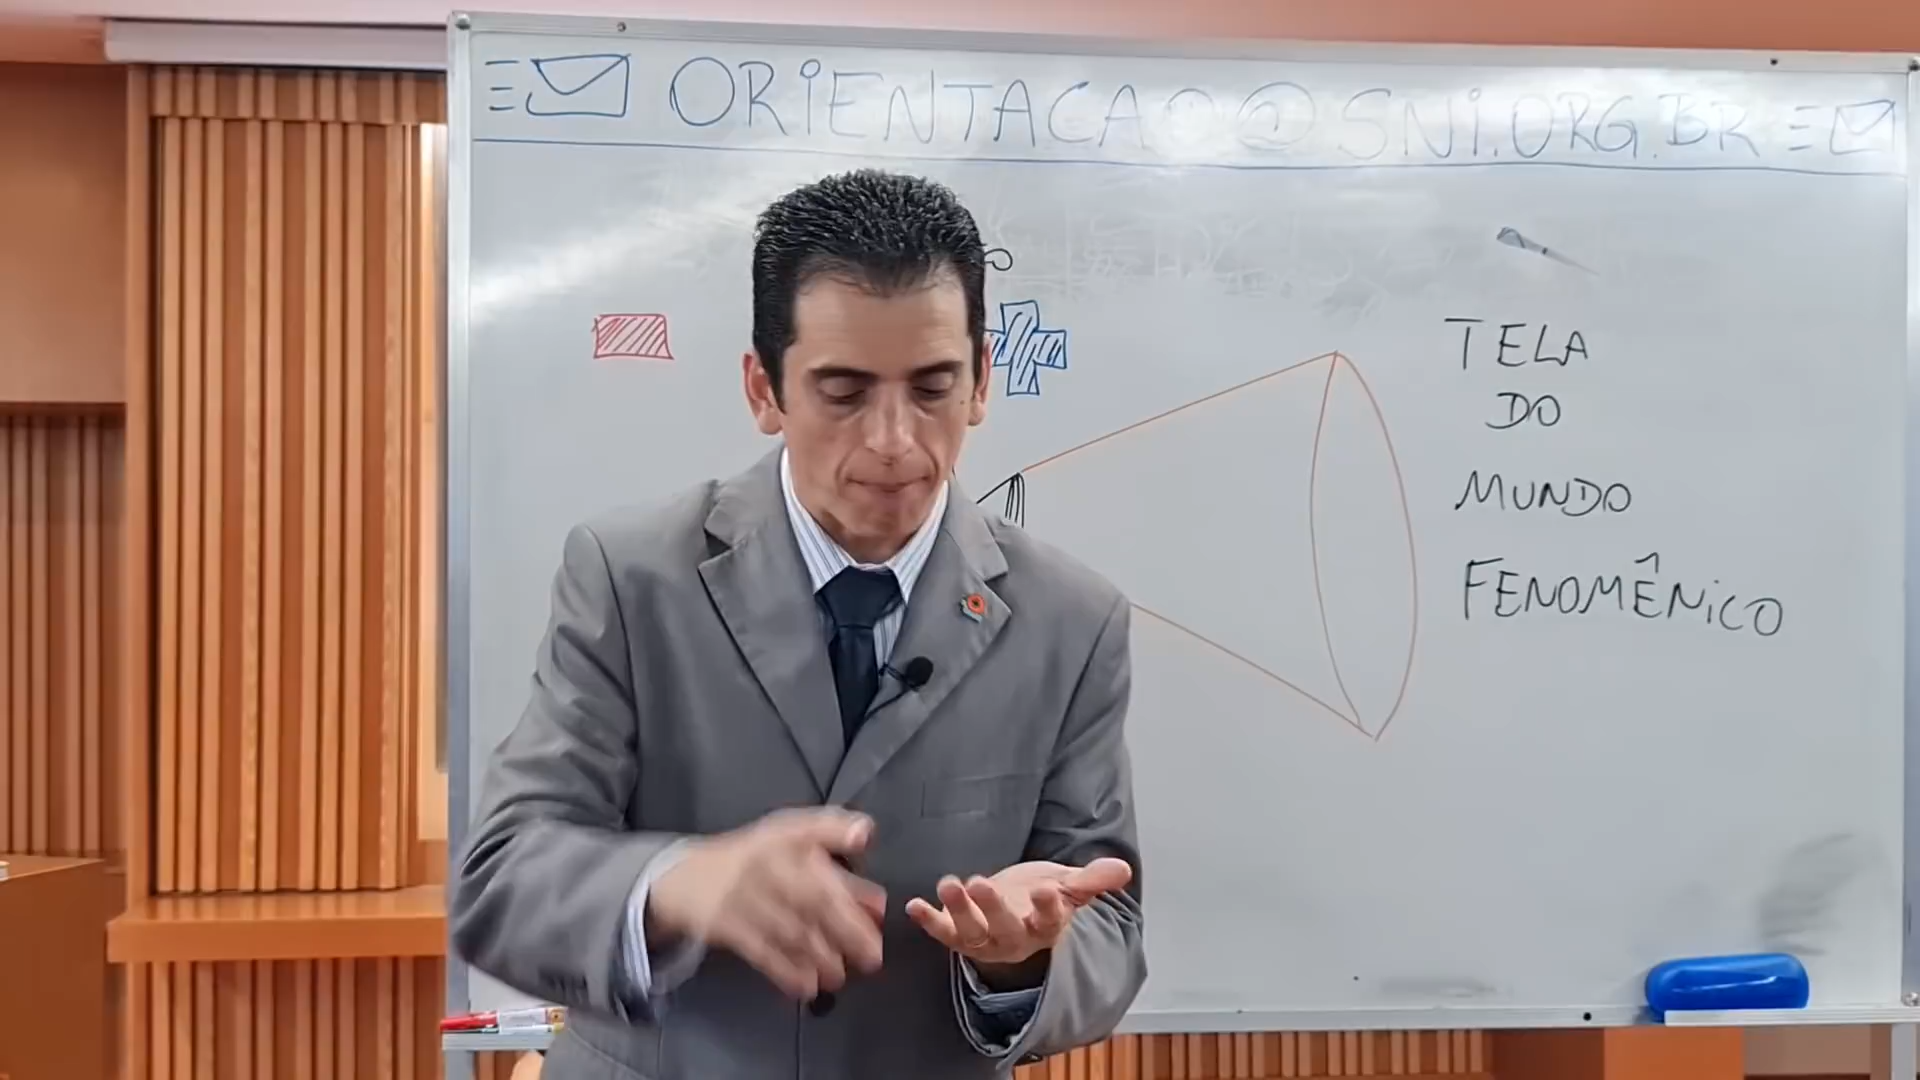 ORIENTACAO@SNI.ORG.BR
TELA
DO
MUNDO
FENOMÊNICO